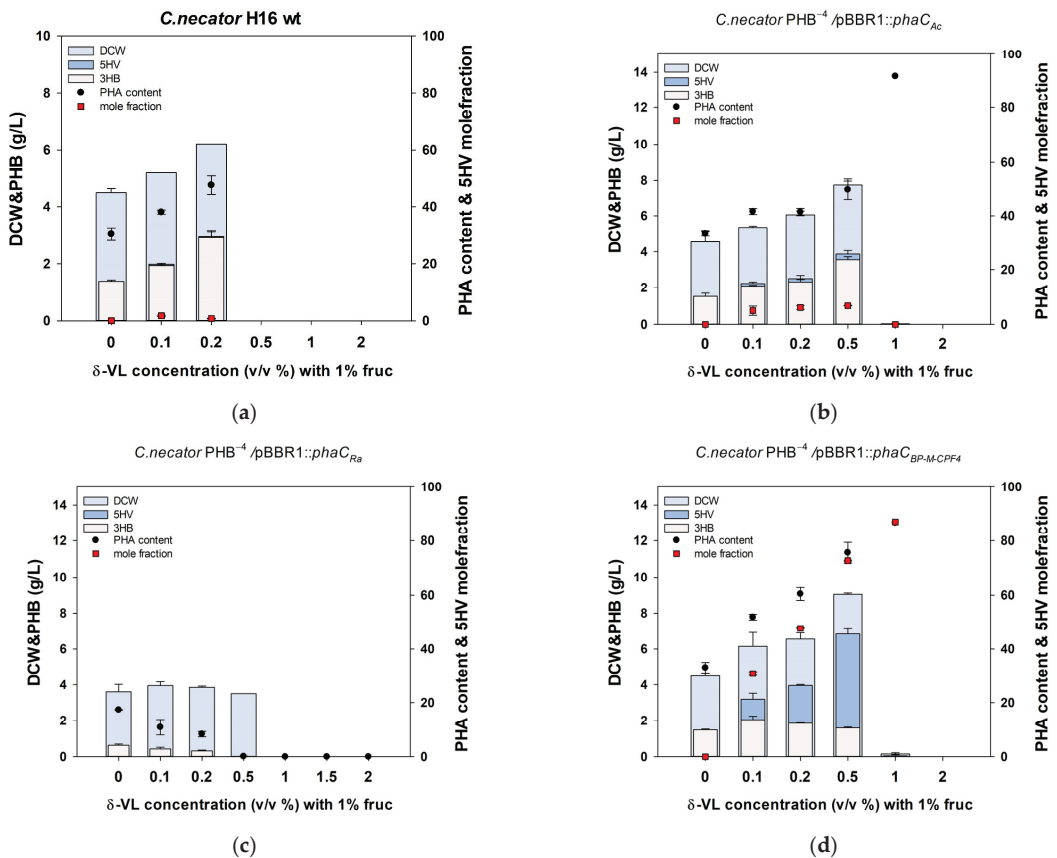 C.necator H16 wt
10
8
6
4
2
0
DCW&PHB (g/L)
DCW
5HV
3HB
PHA content
mole fraction
100
80
60
40
20
0
PHA content & 5HV molefraction
0 0.1 0.2 0.5 1 2
δ-VL concentration (v/v %) with 1% fruc
(a)
C.necator PHB⁻⁴ /pBBR1::phaC_Ac
14
12
10
8
6
4
2
0
DCW&PHB (g/L)
DCW
5HV
3HB
PHA content
mole fraction
100
80
60
40
20
0
PHA content & 5HV molefraction
0 0.1 0.2 0.5 1 2
δ-VL concentration (v/v %) with 1% fruc
(b)
C.necator PHB⁻⁴ /pBBR1::phaC_Ra
14
12
10
8
6
4
2
0
DCW&PHB (g/L)
DCW
5HV
3HB
PHA content
mole fraction
100
80
60
40
20
0
PHA content & 5HV molefraction
0 0.1 0.2 0.5 1 1.5 2
δ-VL concentration (v/v %) with 1% fruc
(c)
C.necator PHB⁻⁴ /pBBR1::phaC_BP-M-CPF4
14
12
10
8
6
4
2
0
DCW&PHB (g/L)
DCW
5HV
3HB
PHA content
mole fraction
100
80
60
40
20
0
PHA content & 5HV molefraction
0 0.1 0.2 0.5 1 2
δ-VL concentration (v/v %) with 1% fruc
(d)